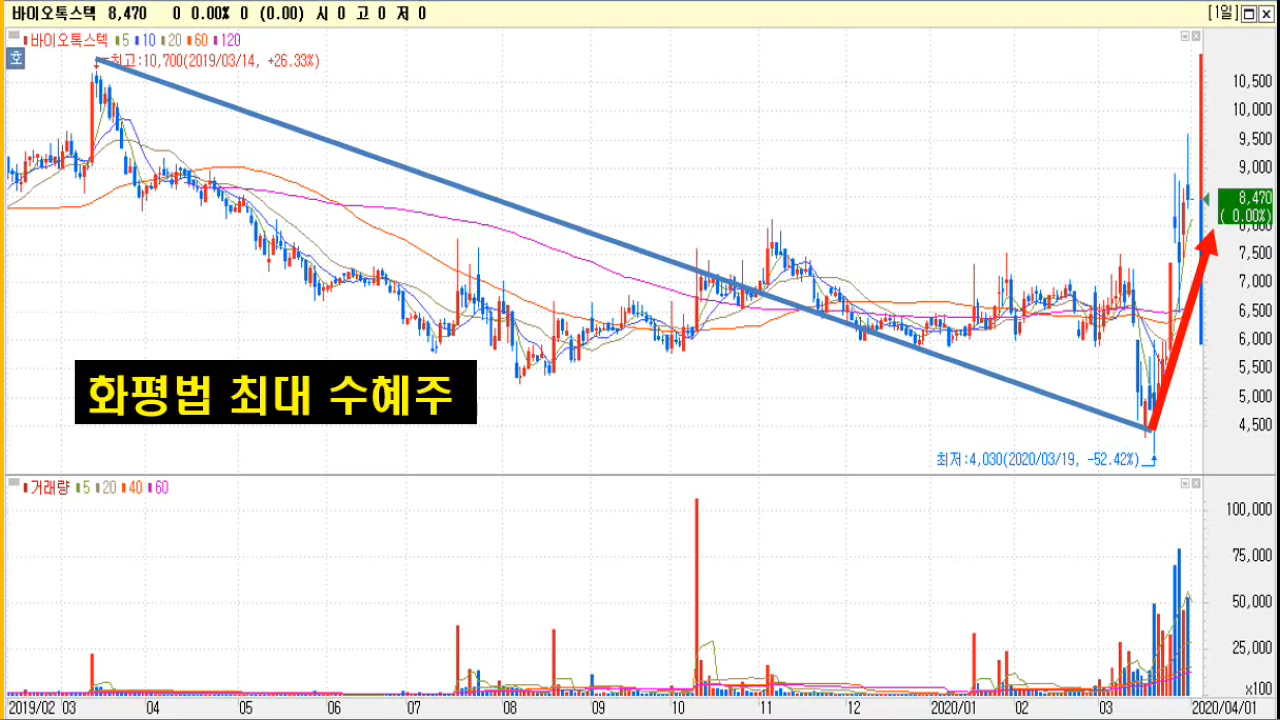 바이오톡스텍 8,470 0 0.00% 0 (0.00) 시 0 고 0 저 0 [1일]
바이오톡스텍 5 10 20 60 120
호
최고:10,700(2019/03/14, +26.33%)
10,500
10,000
9,500
9,000
8,470
( 0.00%)
8,000
7,500
7,000
6,500
6,000
5,500
5,000
4,500
화평법 최대 수혜주
최저:4,030(2020/03/19, -52.42%)
거래량 5 20 40 60
100,000
75,000
50,000
25,000
x100
2019/02 03 04 05 06 07 08 09 10 11 12 2020/01 02 03 2020/04/01